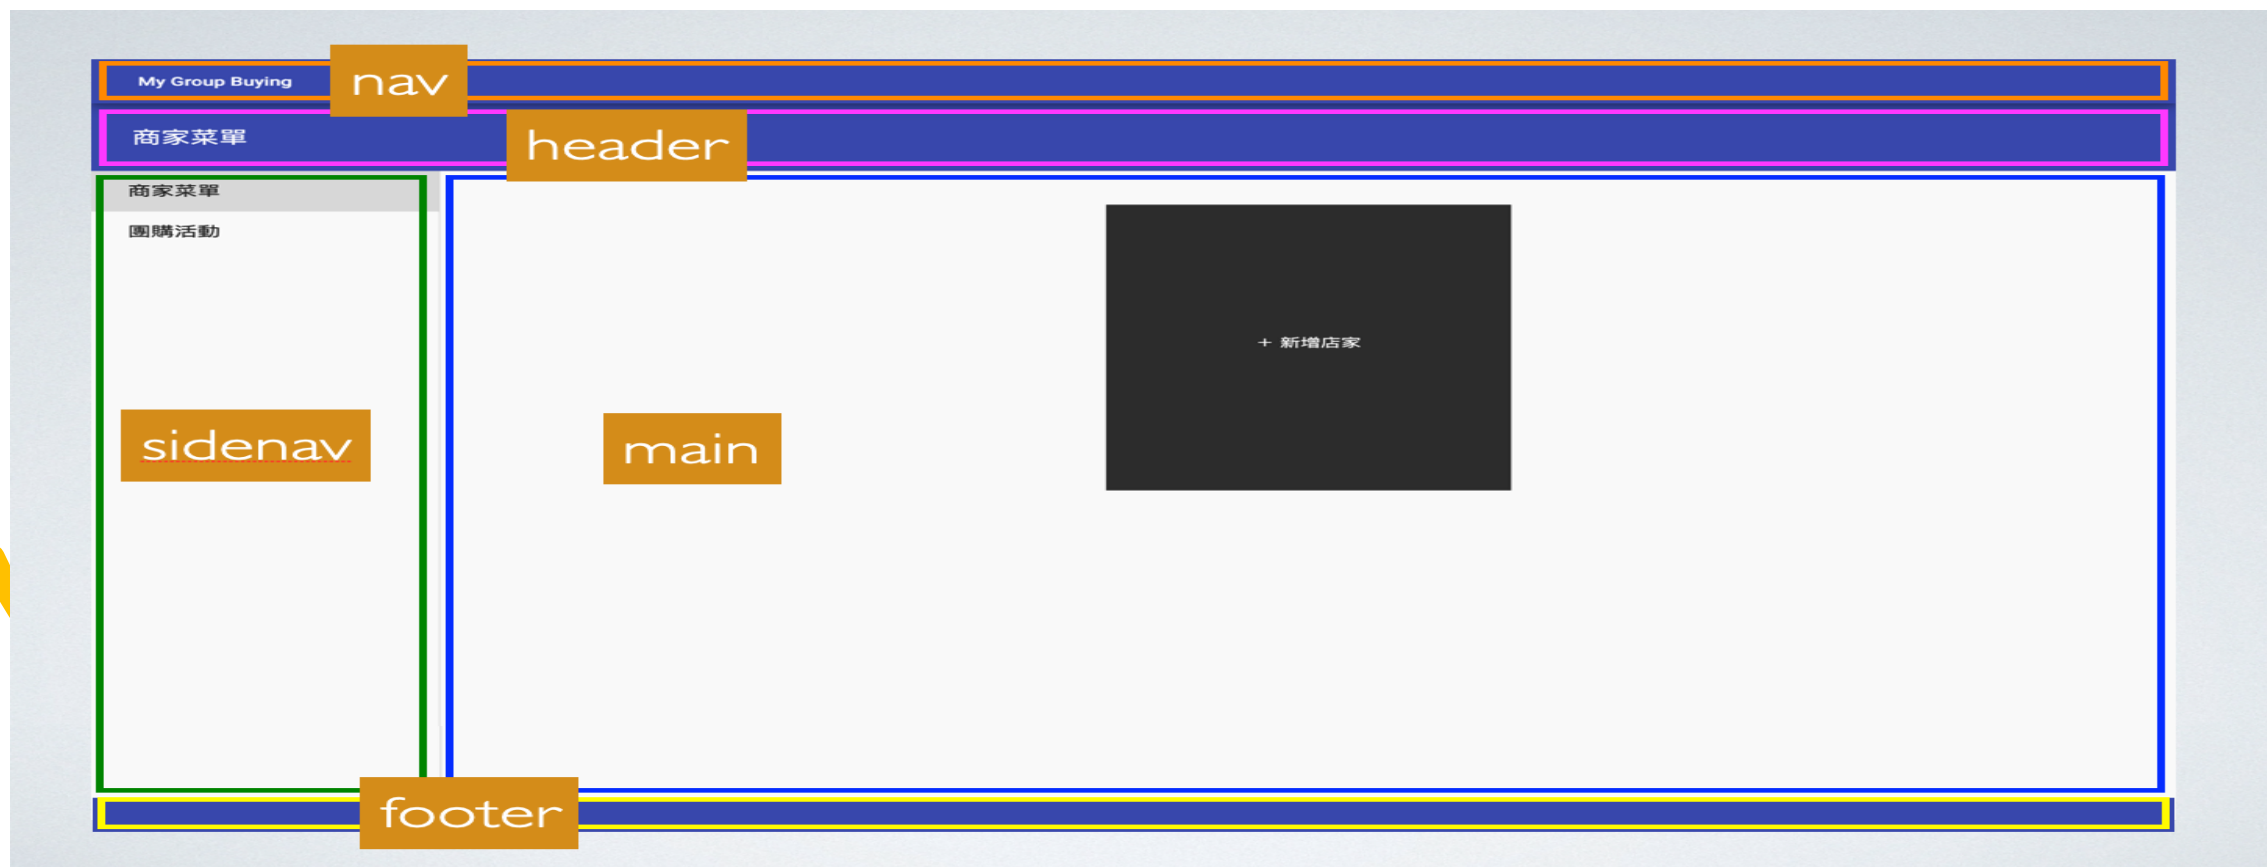 My Group Buying
nav
商家菜單
header
商家菜單
團購活動
+ 新增店家
sidenav
main
footer